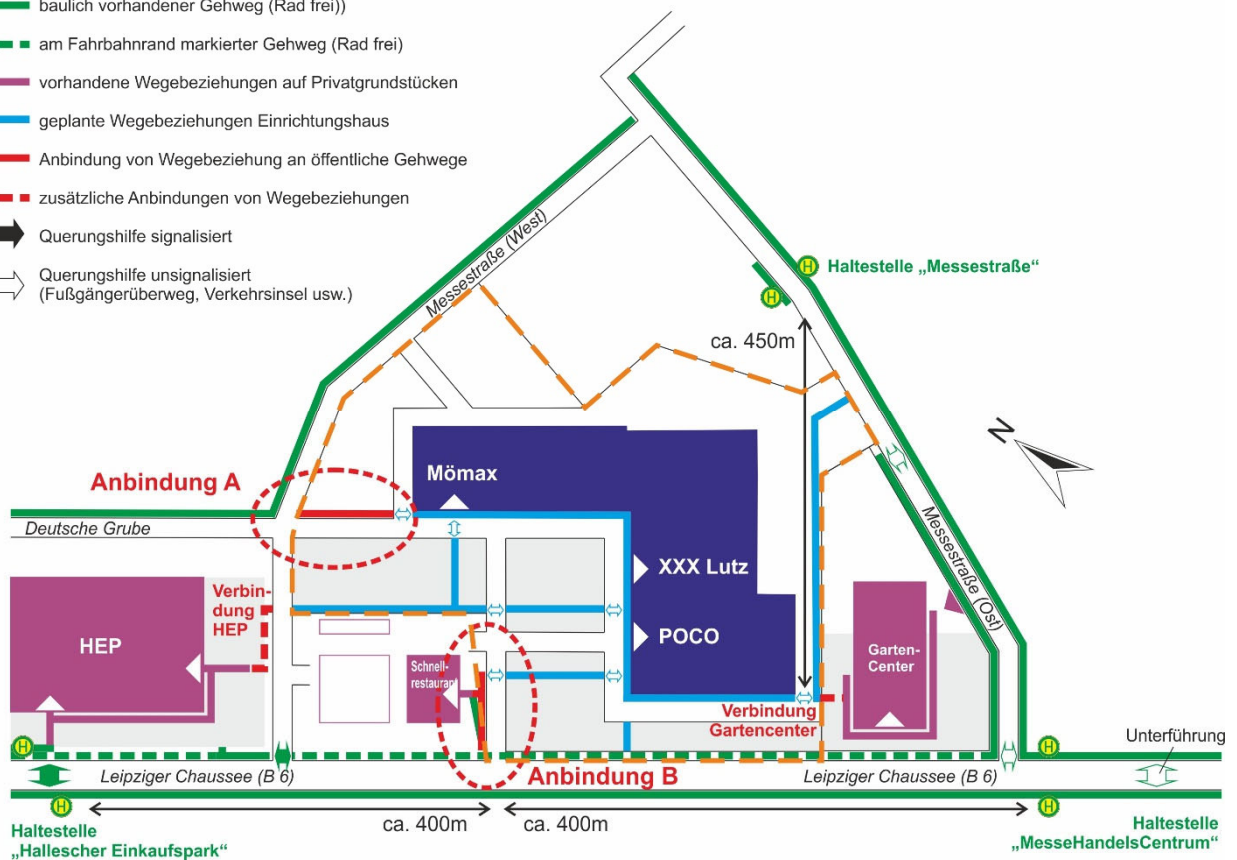 baulich vorhandener Gehweg (Rad frei))
am Fahrbahnrand markierter Gehweg (Rad frei)
vorhandene Wegebeziehungen auf Privatgrundstücken
geplante Wegebeziehungen Einrichtungshaus
Anbindung von Wegebeziehung an öffentliche Gehwege
zusätzliche Anbindungen von Wegebeziehungen
Querungshilfe signalisiert
Querungshilfe unsignalisiert
(Fußgängerüberweg, Verkehrsinsel usw.)
Messestraße (West)
H Haltestelle „Messestraße“
H
ca. 450m
N
Anbindung A
Mömax
Deutsche Grube
Messestraße (Ost)
XXX Lutz
Verbin-
dung
HEP
HEP
POCO
Garten-
Center
Schnell-
restaurant
Verbindung
Gartencenter
H
H
Unterführung
Leipziger Chaussee (B 6)
Anbindung B
Leipziger Chaussee (B 6)
H
H
ca. 400m
ca. 400m
Haltestelle
„Hallescher Einkaufspark“
Haltestelle
„MesseHandelsCentrum“